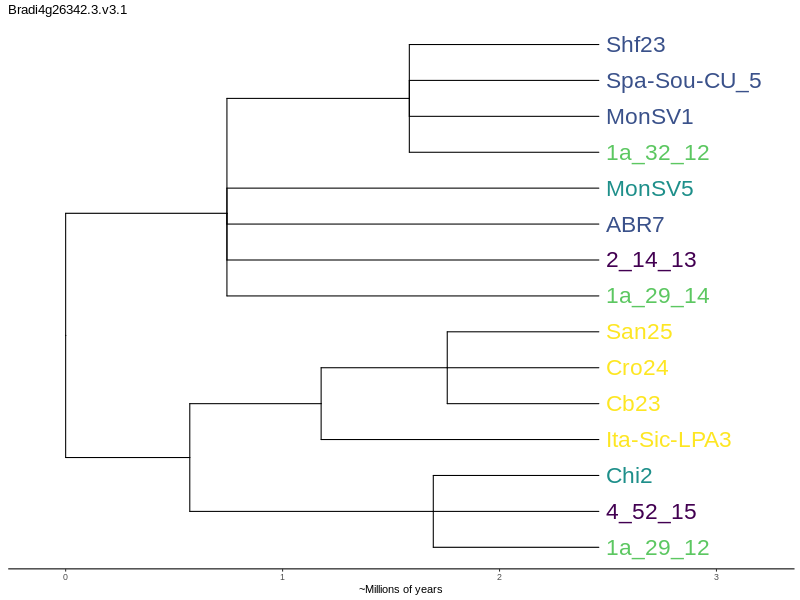 Bradi4g26342.3.v3.1
Shf23
Spa-Sou-CU_5
MonSV1
1a_32_12
MonSV5
ABR7
2_14_13
1a_29_14
San25
Cro24
Cb23
Ita-Sic-LPA3
Chi2
4_52_15
1a_29_12
0 1 2 3
~Millions of years